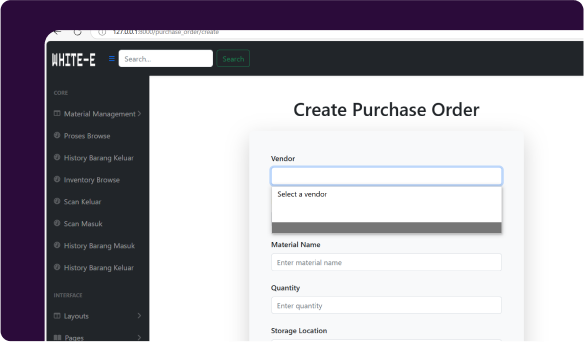 127.0.0.1:8000/purchase_order/create
WHITE-E
Search...
Search
CORE
Material Management
Proses Browse
History Barang Keluar
Inventory Browse
Scan Keluar
Scan Masuk
History Barang Masuk
History Barang Keluar
INTERFACE
Layouts
Pages
Create Purchase Order
Vendor
Select a vendor
Material Name
Enter material name
Quantity
Enter quantity
Storage Location